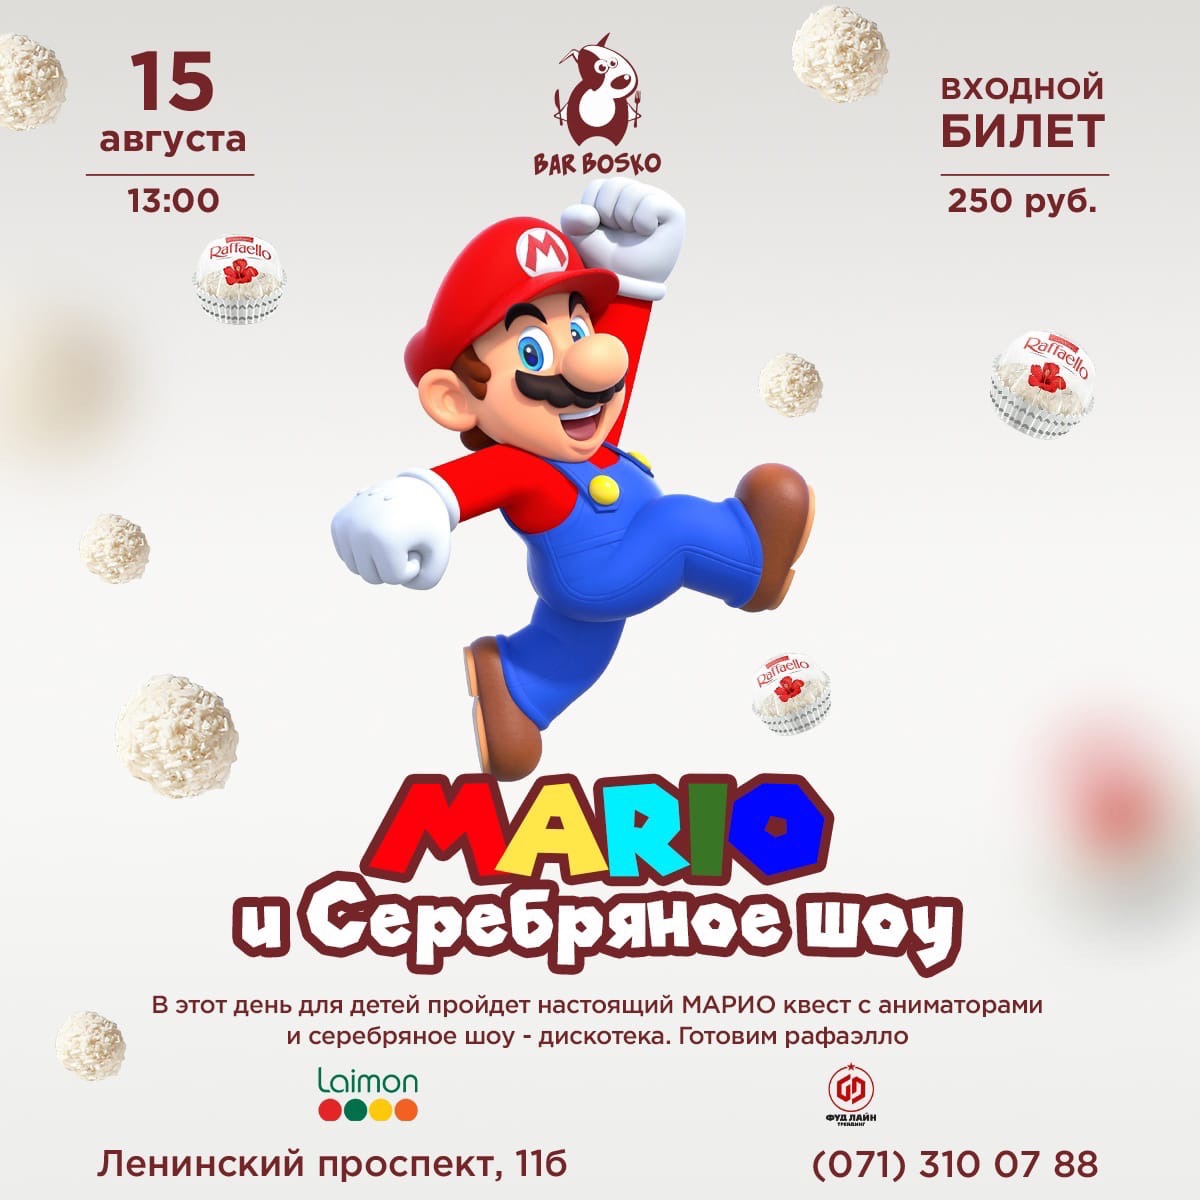 15
августа
13:00
BAR BOSKO
ВХОДНОЙ
БИЛЕТ
250 руб.
M
Raffaello
Raffaello
Raffaello
MARIO
и Серебряное шоу
В этот день для детей пройдет настоящий МАРИО квест с аниматорами
и серебряное шоу - дискотека. Готовим рафаэлло
Laimon
ФУД ЛАЙН
ТРЕЙДИНГ
Ленинский проспект, 11б
(071) 310 07 88